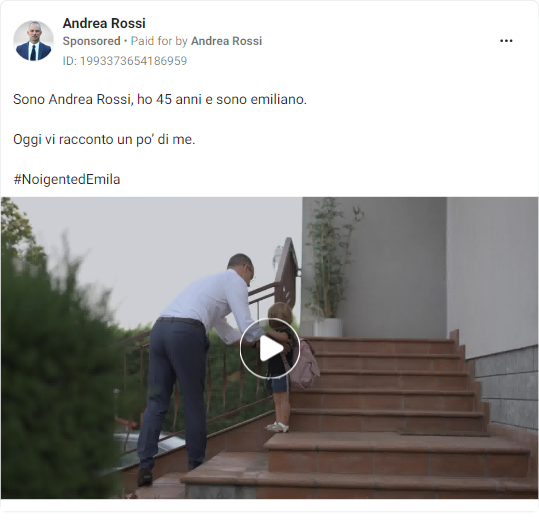 Andrea Rossi
Sponsored • Paid for by Andrea Rossi
ID: 1993373654186959
Sono Andrea Rossi, ho 45 anni e sono emiliano.
Oggi vi racconto un po’ di me.
#NoigentedEmila